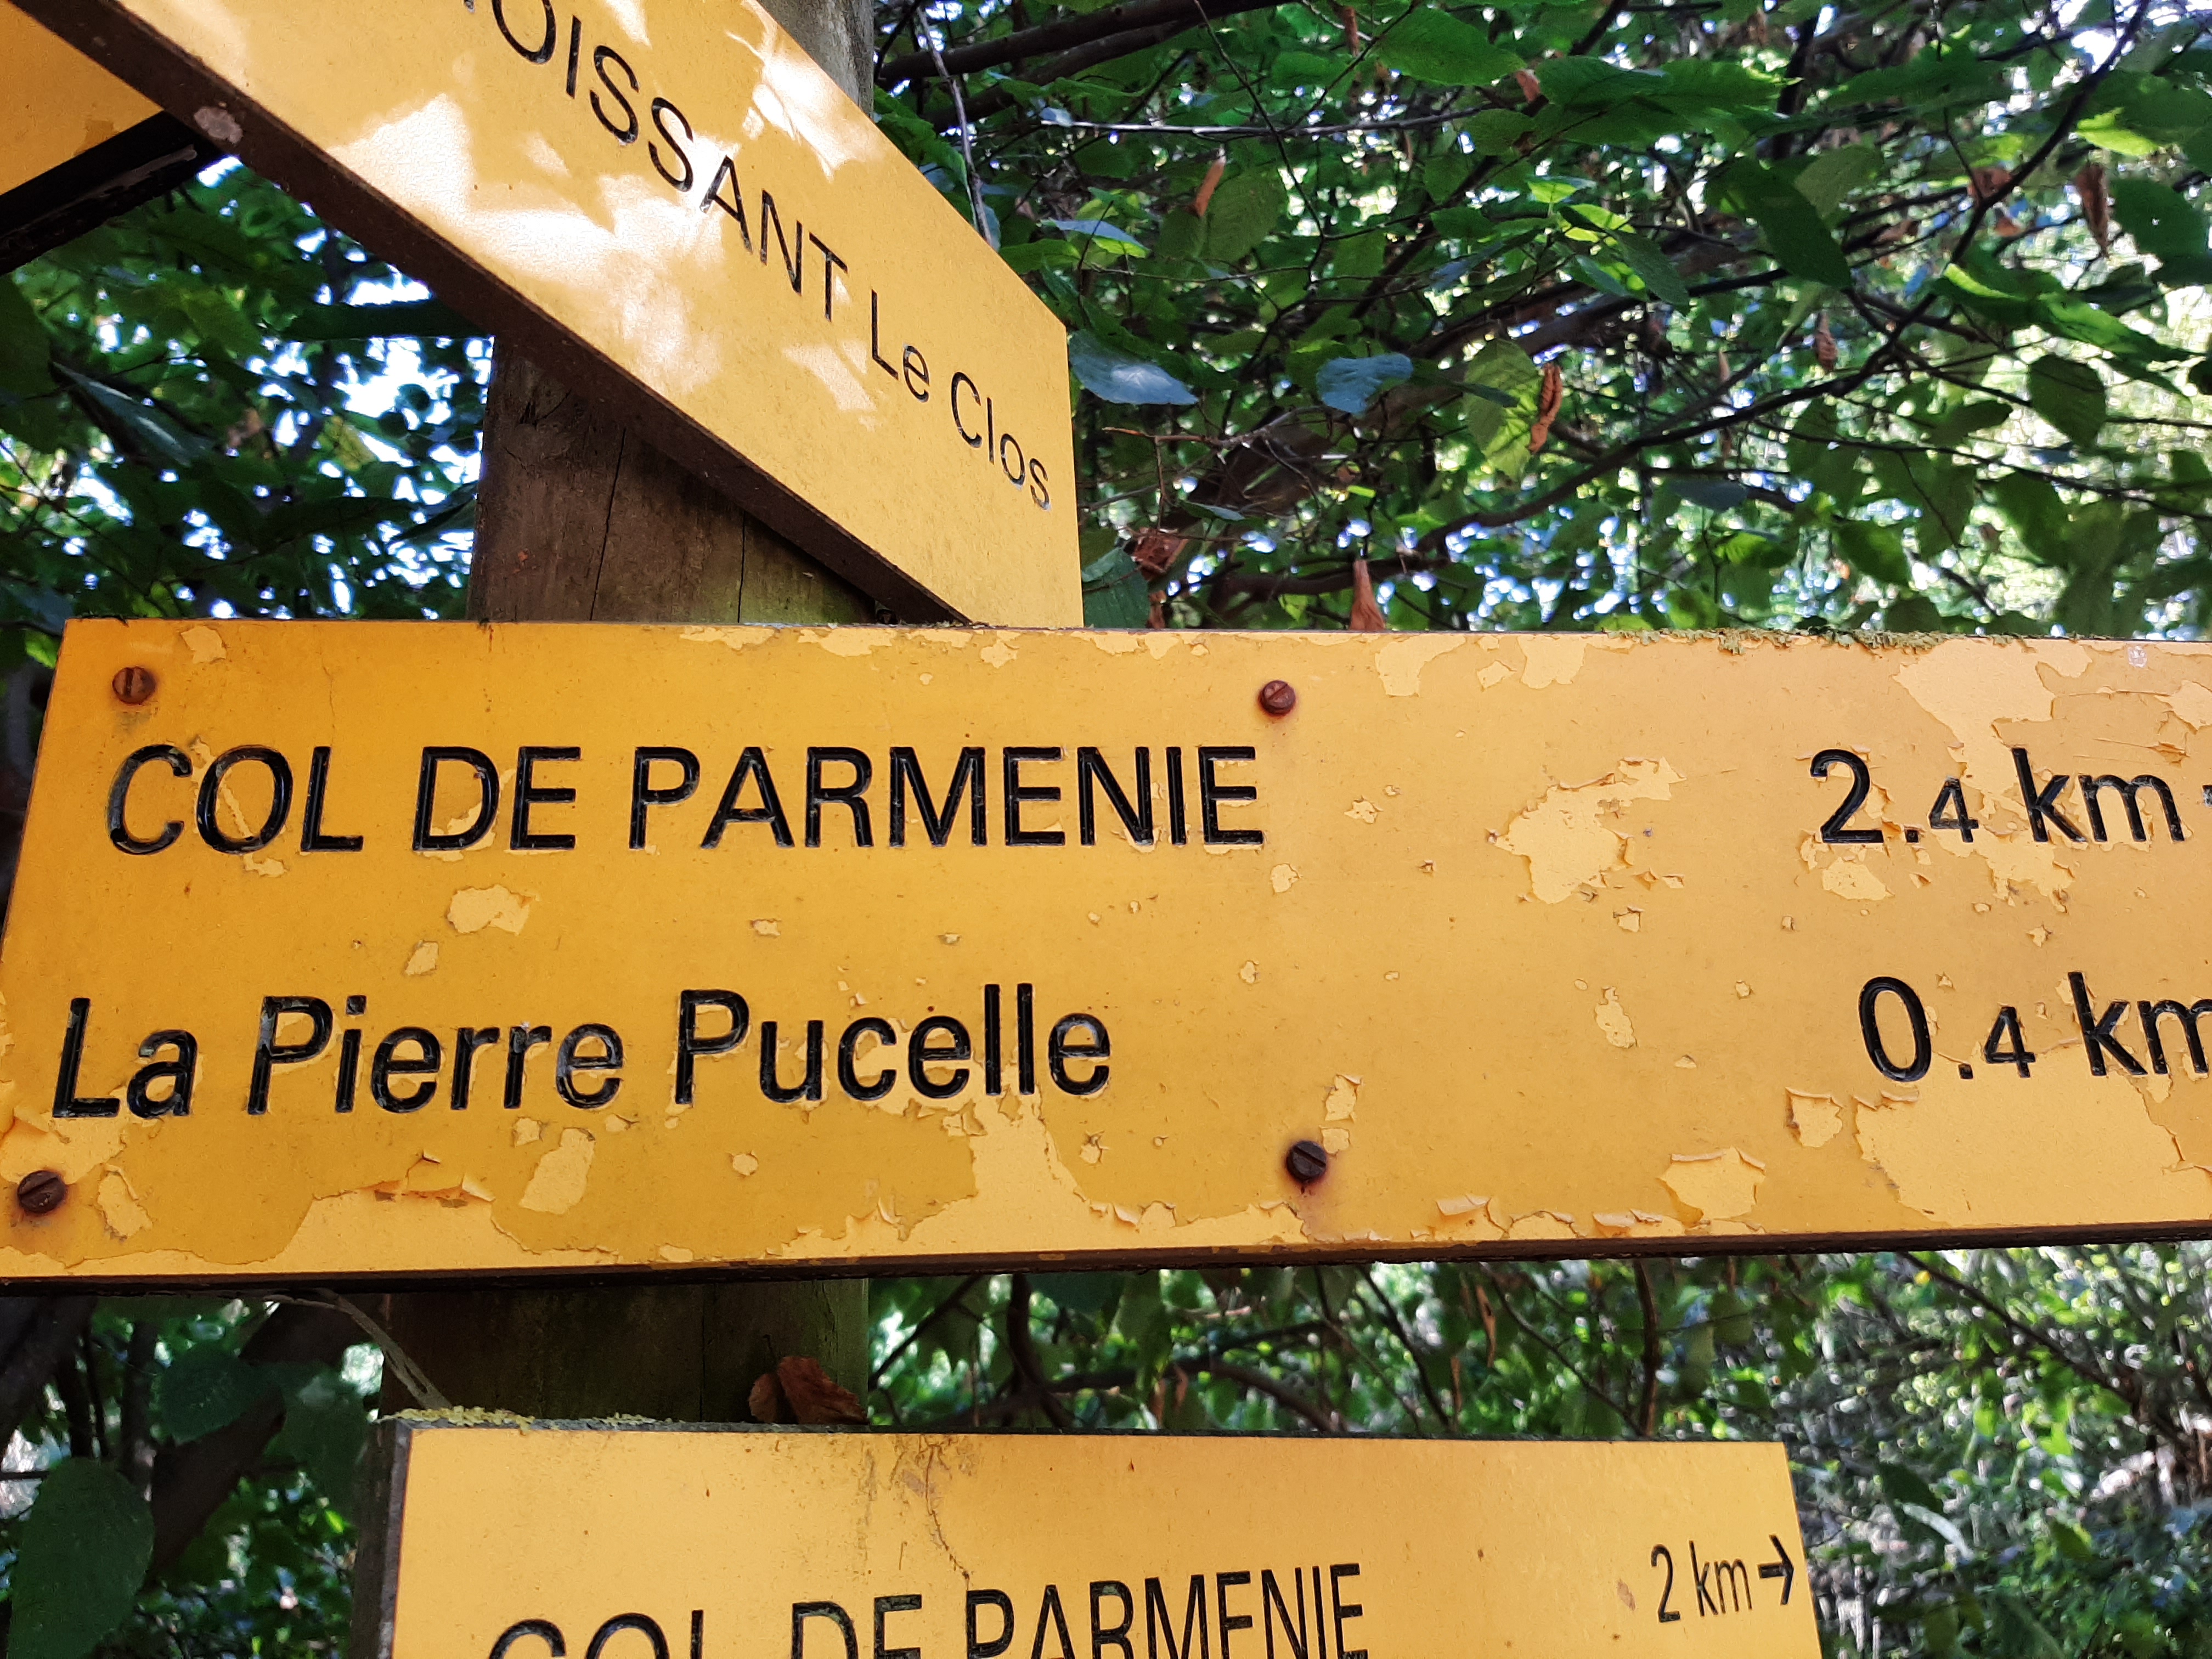 Le Clos
COL DE PARMENIE 2.4 km
La Pierre Pucelle 0.4 km
COL DE PARMENIE 2 km →